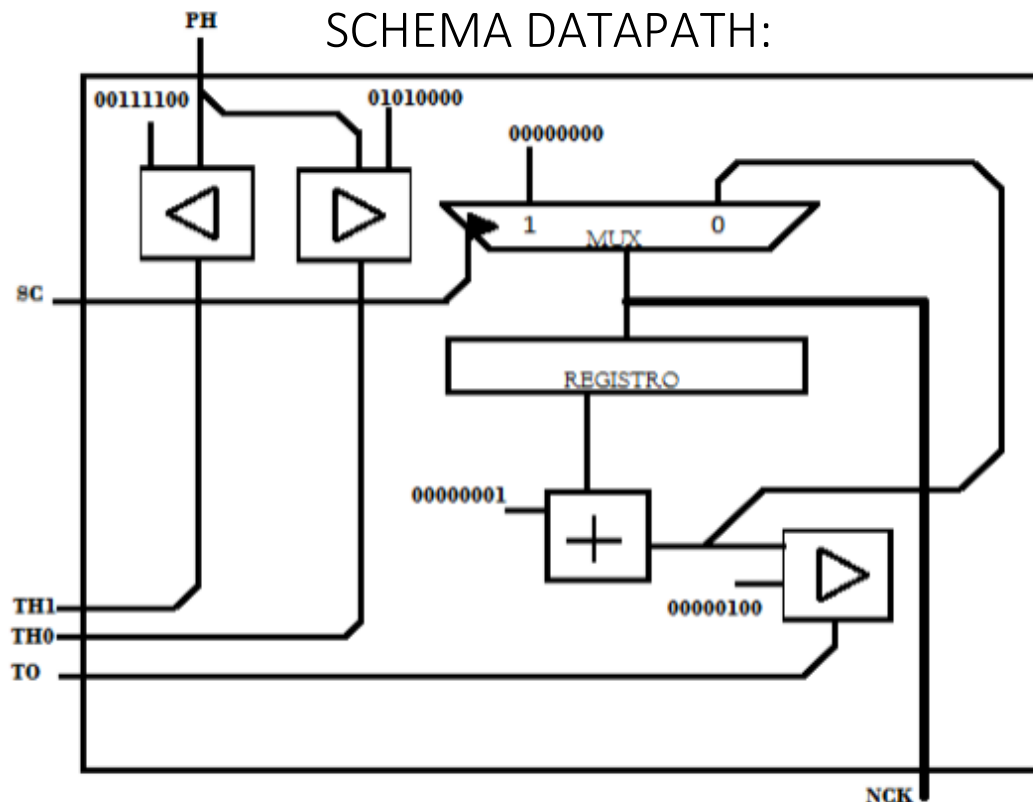 PH
SCHEMA DATAPATH:
00111100
01010000
00000000
1
0
MUX
SC
REGISTRO
00000001
00000100
TH1
TH0
TO
NCK